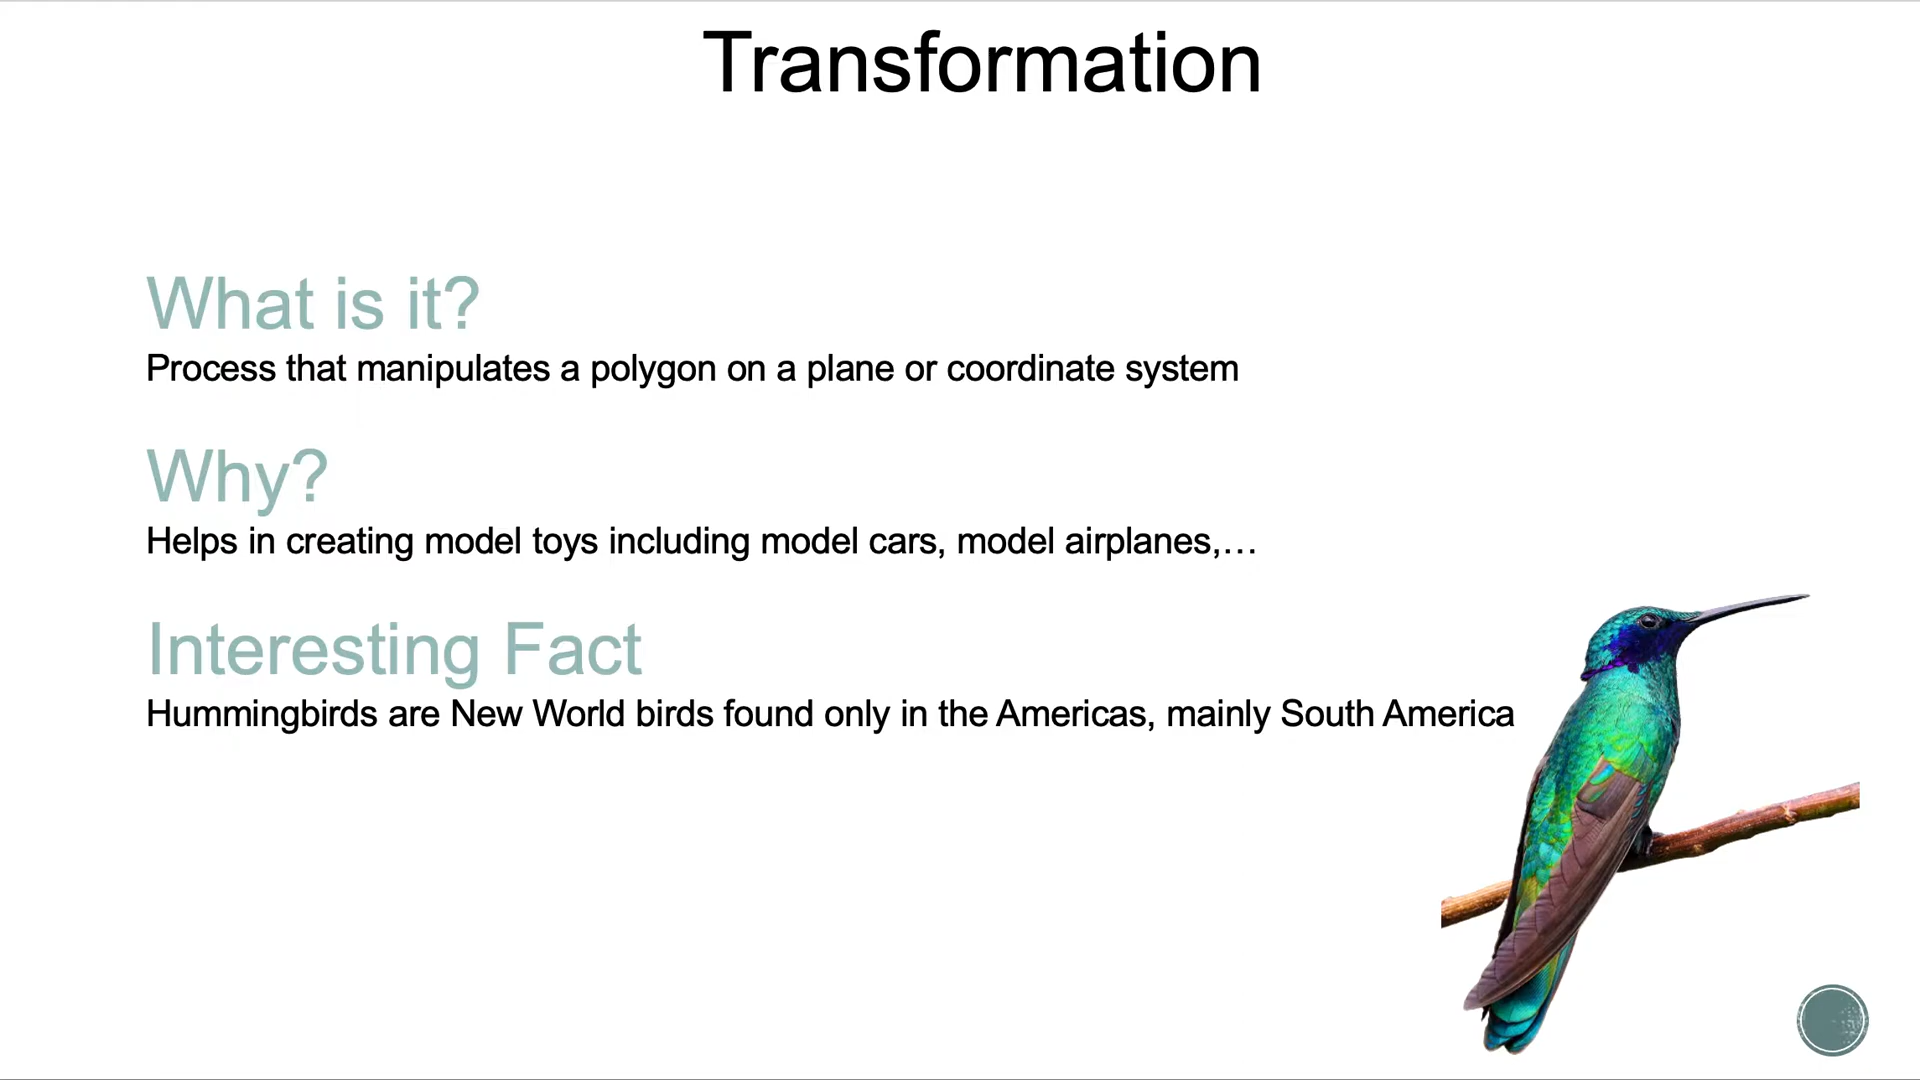 Transformation
What is it?
Process that manipulates a polygon on a plane or coordinate system
Why?
Helps in creating model toys including model cars, model airplanes,…
Interesting Fact
Hummingbirds are New World birds found only in the Americas, mainly South America